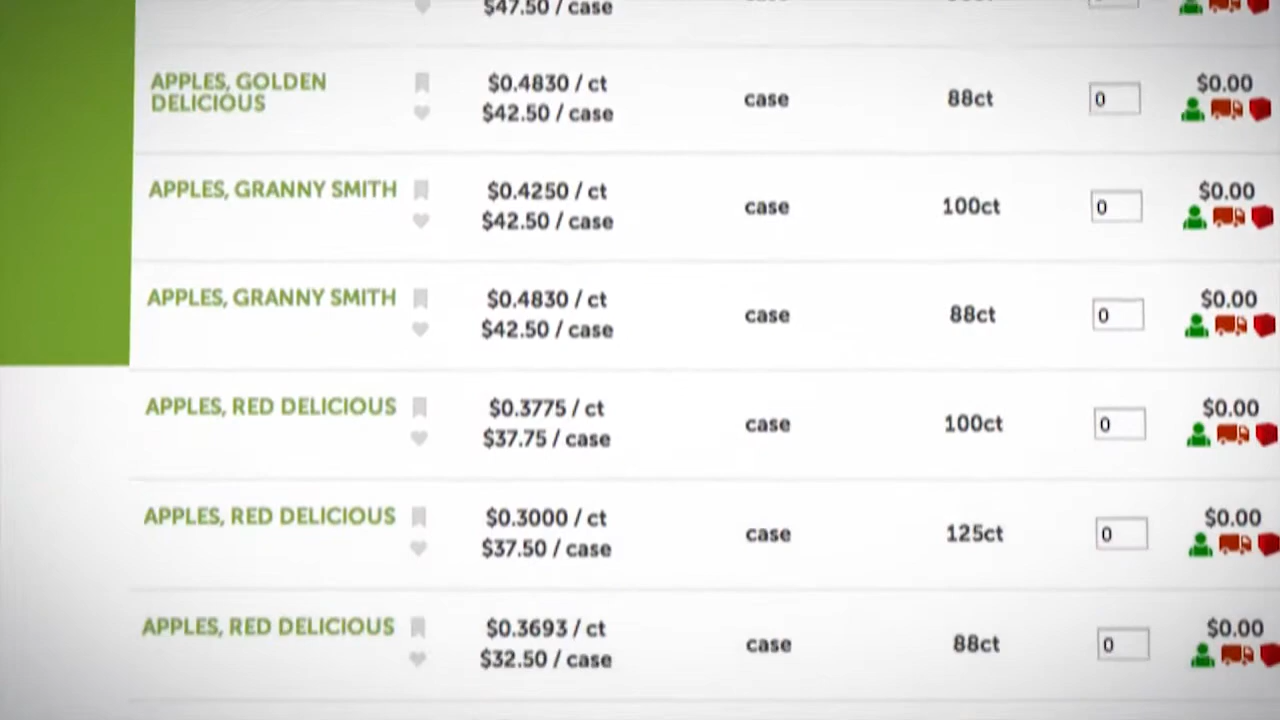 $47.50 / case
APPLES, GOLDEN
DELICIOUS
$0.4830 / ct
$42.50 / case
case
88ct
0
$0.00
APPLES, GRANNY SMITH
$0.4250 / ct
$42.50 / case
case
100ct
0
$0.00
APPLES, GRANNY SMITH
$0.4830 / ct
$42.50 / case
case
88ct
0
$0.00
APPLES, RED DELICIOUS
$0.3775 / ct
$37.75 / case
case
100ct
0
$0.00
APPLES, RED DELICIOUS
$0.3000 / ct
$37.50 / case
case
125ct
0
$0.00
APPLES, RED DELICIOUS
$0.3693 / ct
$32.50 / case
case
88ct
0
$0.00